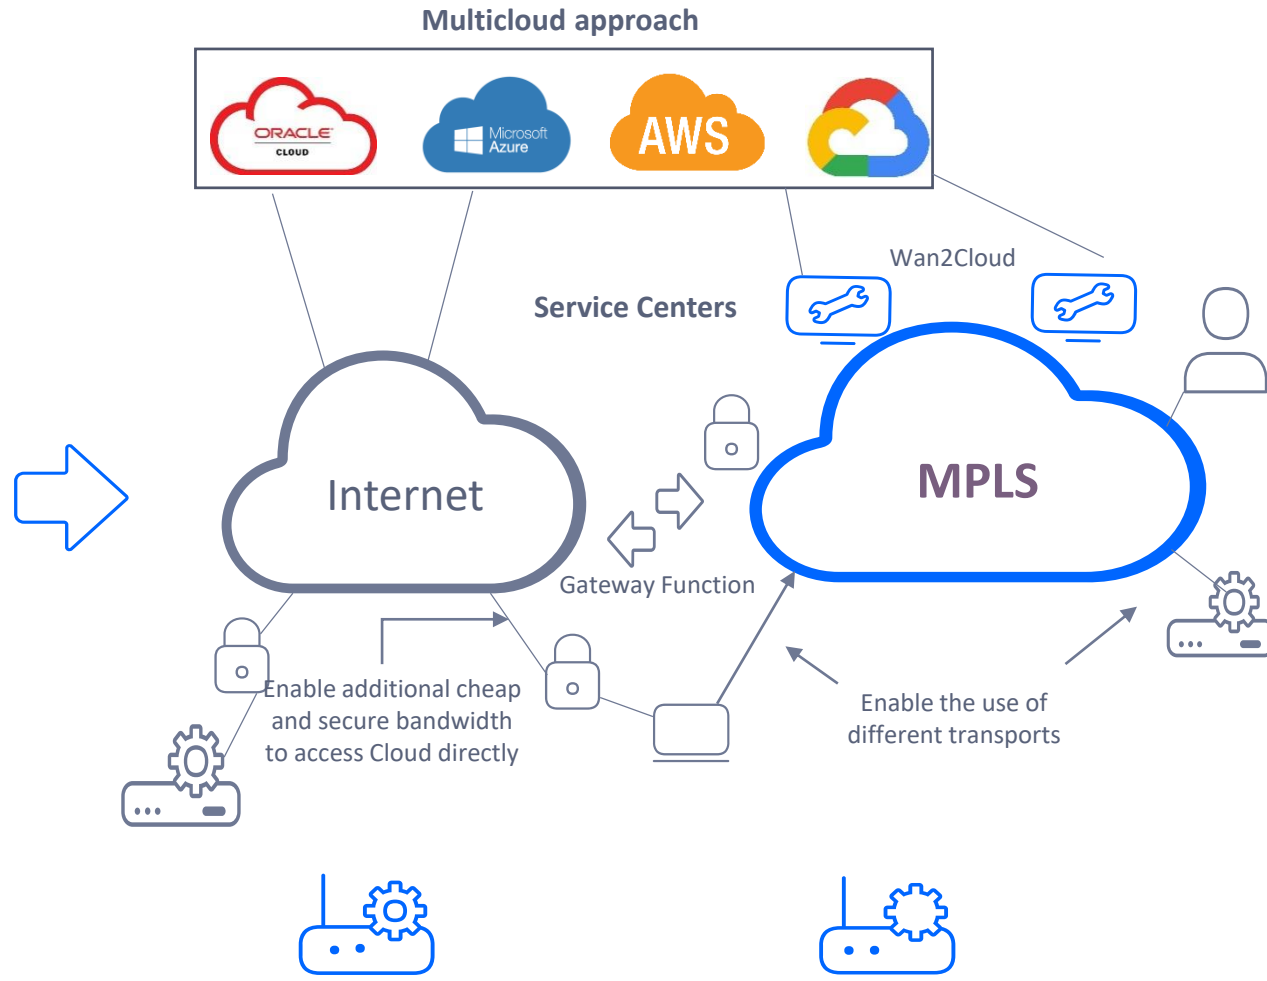 Multicloud approach
ORACLE
CLOUD
Microsoft
Azure
AWS
Wan2Cloud
Service Centers
Internet
MPLS
Gateway Function
Enable additional cheap
and secure bandwidth
to access Cloud directly
Enable the use of
different transports